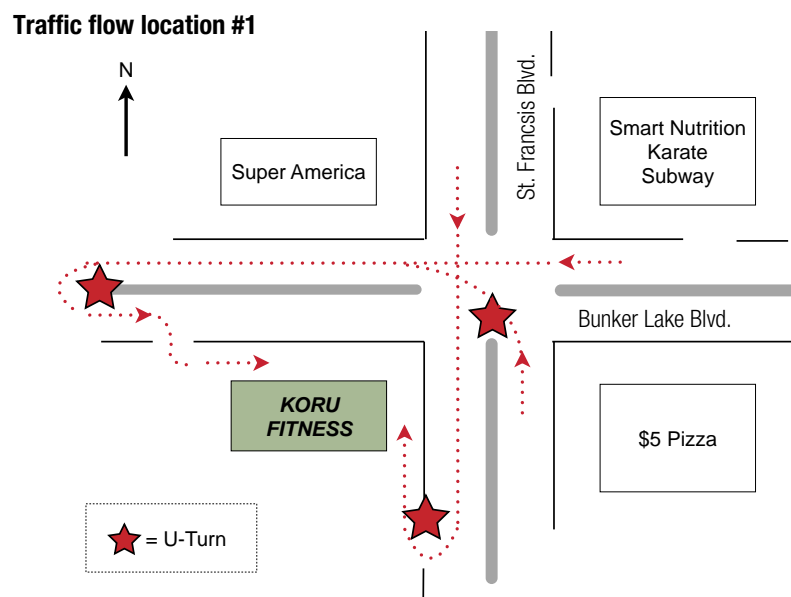 Traffic flow location #1
N
Super America
St. Francsis Blvd.
Smart Nutrition
Karate
Subway
Bunker Lake Blvd.
KORU
FITNESS
$5 Pizza
= U-Turn